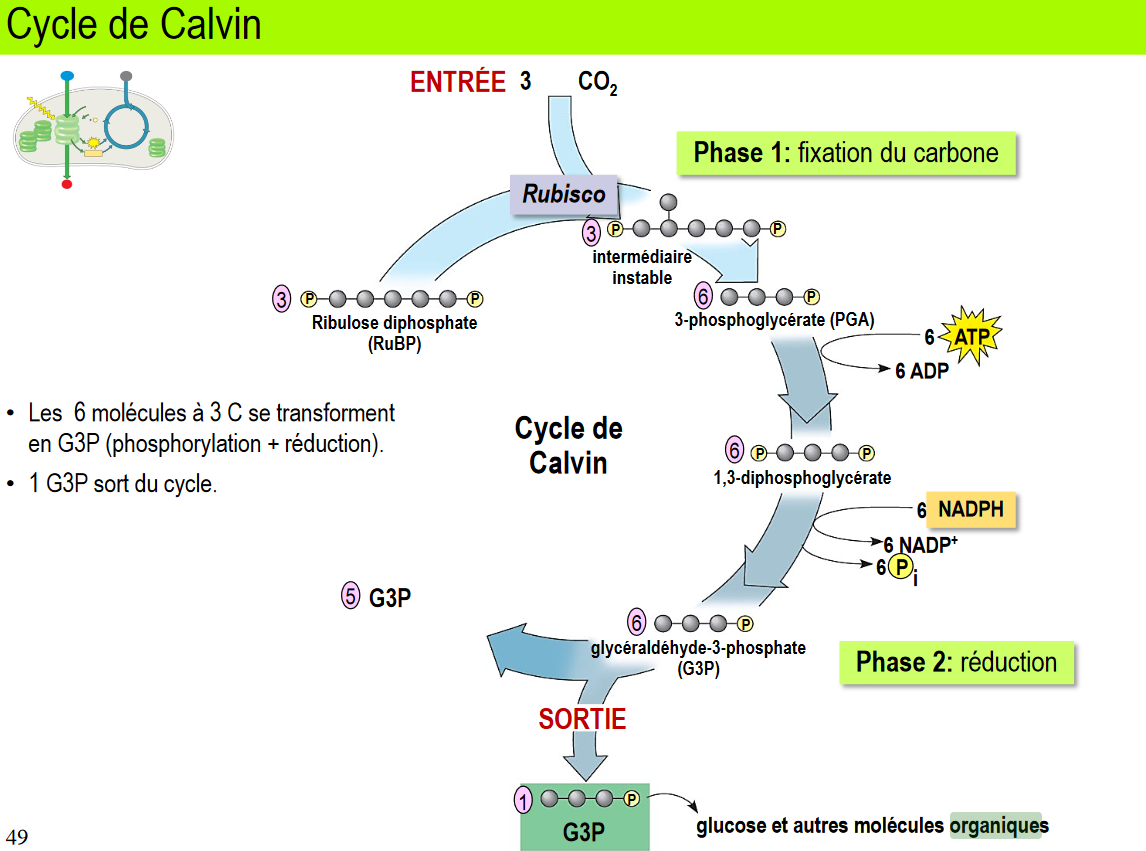 Cycle de Calvin
ENTRÉE 3 CO₂
Phase 1: fixation du carbone
Rubisco
3 P P
intermédiaire
instable
3 P P
Ribulose diphosphate
(RuBP)
6 P
3-phosphoglycérate (PGA)
6 ATP
6 ADP
• Les 6 molécules à 3 C se transforment
en G3P (phosphorylation + réduction).
• 1 G3P sort du cycle.
Cycle de
Calvin
6 P P
1,3-diphosphoglycérate
6 NADPH
6 NADP⁺
6 P i
5 G3P
6 P
glycéraldéhyde-3-phosphate
(G3P)
Phase 2: réduction
SORTIE
1 P
G3P
glucose et autres molécules organiques
49